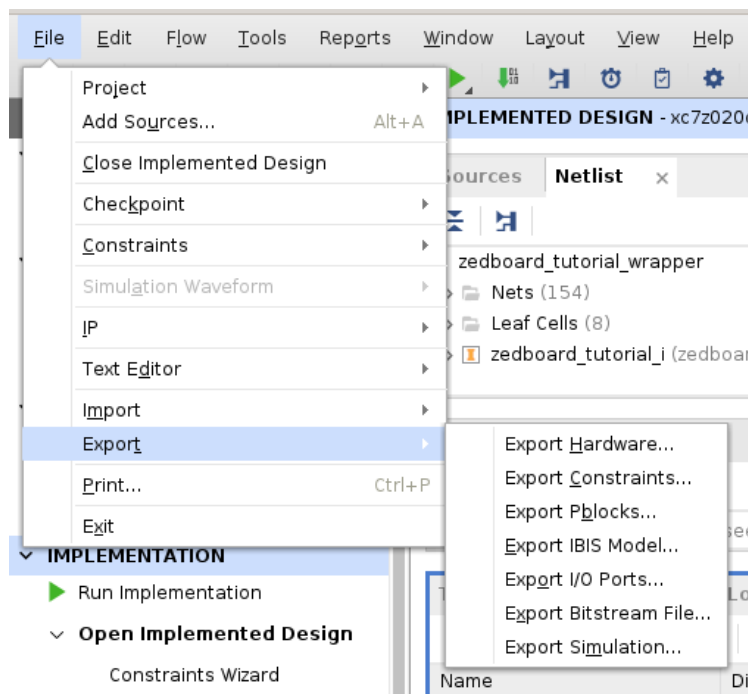 File Edit Flow Tools Reports Window Layout View Help
Project
Add Sources... Alt+A
Close Implemented Design
Checkpoint
Constraints
Simulation Waveform
IP
Text Editor
Import
Export
Print... Ctrl+P
Exit
IMPLEMENTED DESIGN - xc7z020
Sources Netlist
zedboard_tutorial_wrapper
Nets (154)
Leaf Cells (8)
zedboard_tutorial_i (zedboar
Export Hardware...
Export Constraints...
Export Pblocks...
Export IBIS Model...
Export I/O Ports...
Export Bitstream File...
Export Simulation...
IMPLEMENTATION
Run Implementation
Open Implemented Design
Constraints Wizard
Name